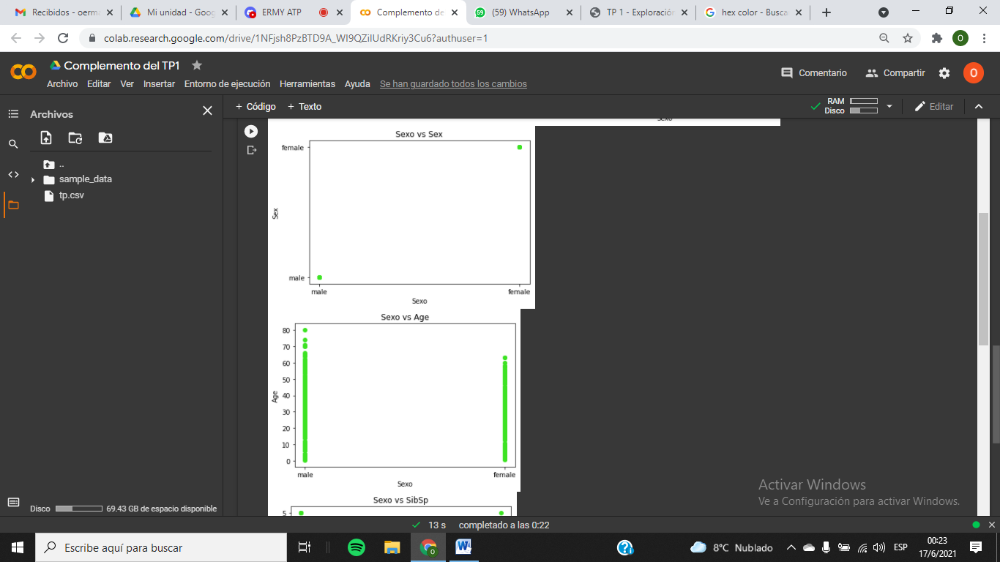 Recibidos - oerma
Mi unidad - Goog
ERMY ATP
Complemento de
(59) WhatsApp
TP 1 - Exploración
hex color - Busca
colab.research.google.com/drive/1NFjsh8PzBTD9A_WI9QZilUdRKriy3Cu6?authuser=1
O
Complemento del TP1
Archivo Editar Ver Insertar Entorno de ejecución Herramientas Ayuda Se han guardado todos los cambios
Comentario
Compartir
O
Archivos
+ Código + Texto
RAM
Disco
Editar
..
sample_data
tp.csv
Sexo
Sexo vs Sex
female
Sex
male
male female
Sexo
Sexo vs Age
80
70
60
50
40
30
20
10
0
Age
male female
Sexo
Sexo vs SibSp
5
Activar Windows
Ve a Configuración para activar Windows.
Disco 69.43 GB de espacio disponible
13 s completado a las 0:22
Escribe aquí para buscar
8°C Nublado
ESP
00:23
17/6/2021